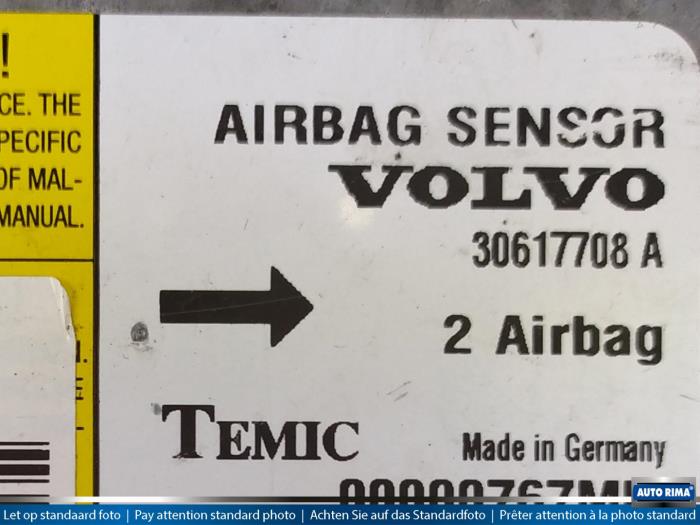 !
CE. THE
PECIFIC
OF MAL-
MANUAL.
AIRBAG SENSOR
VOLVO
30617708 A
2 Airbag
TEMIC
Made in Germany
AUTO RIMA
Let op standaard foto | Pay attention standard photo | Achten Sie auf das Standardfoto | Prêter attention à la photo standard